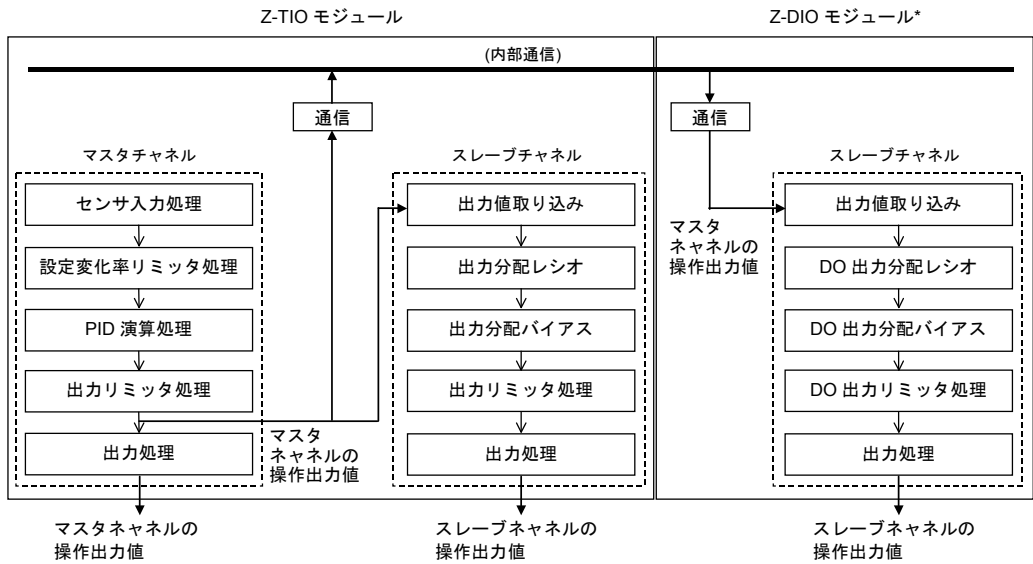 Z-TIO モジュール
Z-DIO モジュール*
(内部通信)
通信
通信
マスタチャネル
センサ入力処理
設定変化率リミッタ処理
PID 演算処理
出力リミッタ処理
出力処理
マスタ
ネャネルの
操作出力値
スレーブチャネル
出力値取り込み
出力分配レシオ
出力分配バイアス
出力リミッタ処理
出力処理
マスタ
ネャネルの
操作出力値
スレーブチャネル
出力値取り込み
DO 出力分配レシオ
DO 出力分配バイアス
DO 出力リミッタ処理
出力処理
マスタネャネルの
操作出力値
スレーブネャネルの
操作出力値
スレーブネャネルの
操作出力値